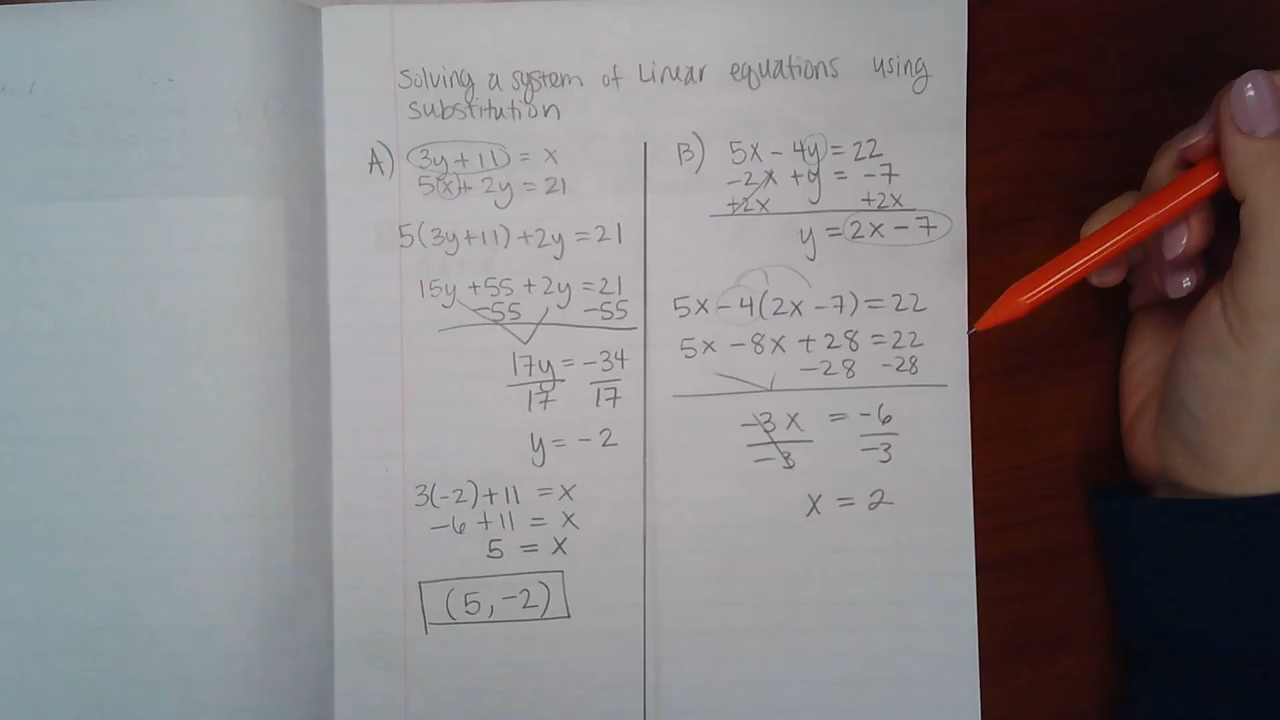 Solving a system of Linear equations using
substitution
A) 3y + 11 = x
5(x) + 2y = 21
5(3y+11) + 2y = 21
15y + 55 + 2y = 21
-55 -55
17y = -34
17 17
y = -2
3(-2)+11 = x
-6 + 11 = x
5 = x
(5, -2)
B) 5x - 4y = 22
-2x + y = -7
+2x +2x
y = 2x - 7
5x - 4(2x - 7) = 22
5x - 8x + 28 = 22
-28 -28
-3x = -6
-3 -3
x = 2